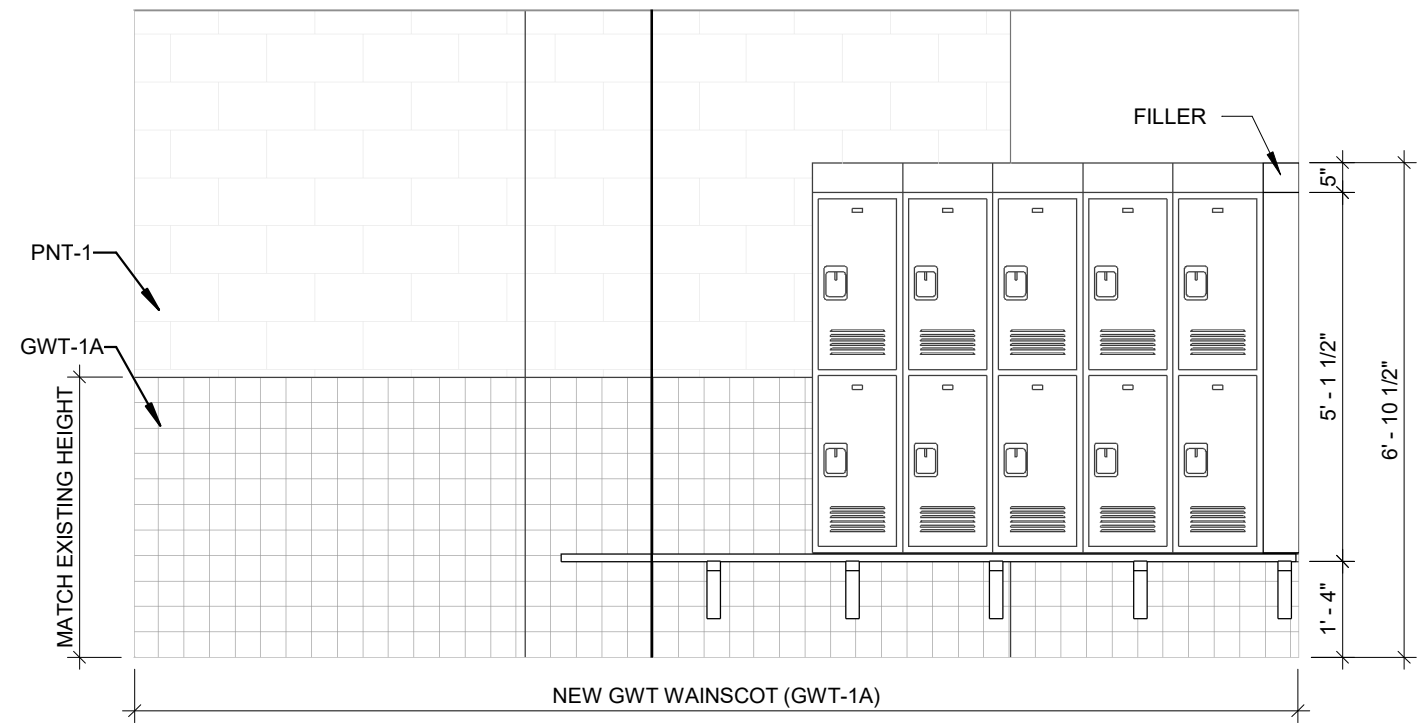 FILLER
5"
PNT-1
GWT-1A
5' - 1 1/2"
6' - 10 1/2"
MATCH EXISTING HEIGHT
1' - 4"
NEW GWT WAINSCOT (GWT-1A)